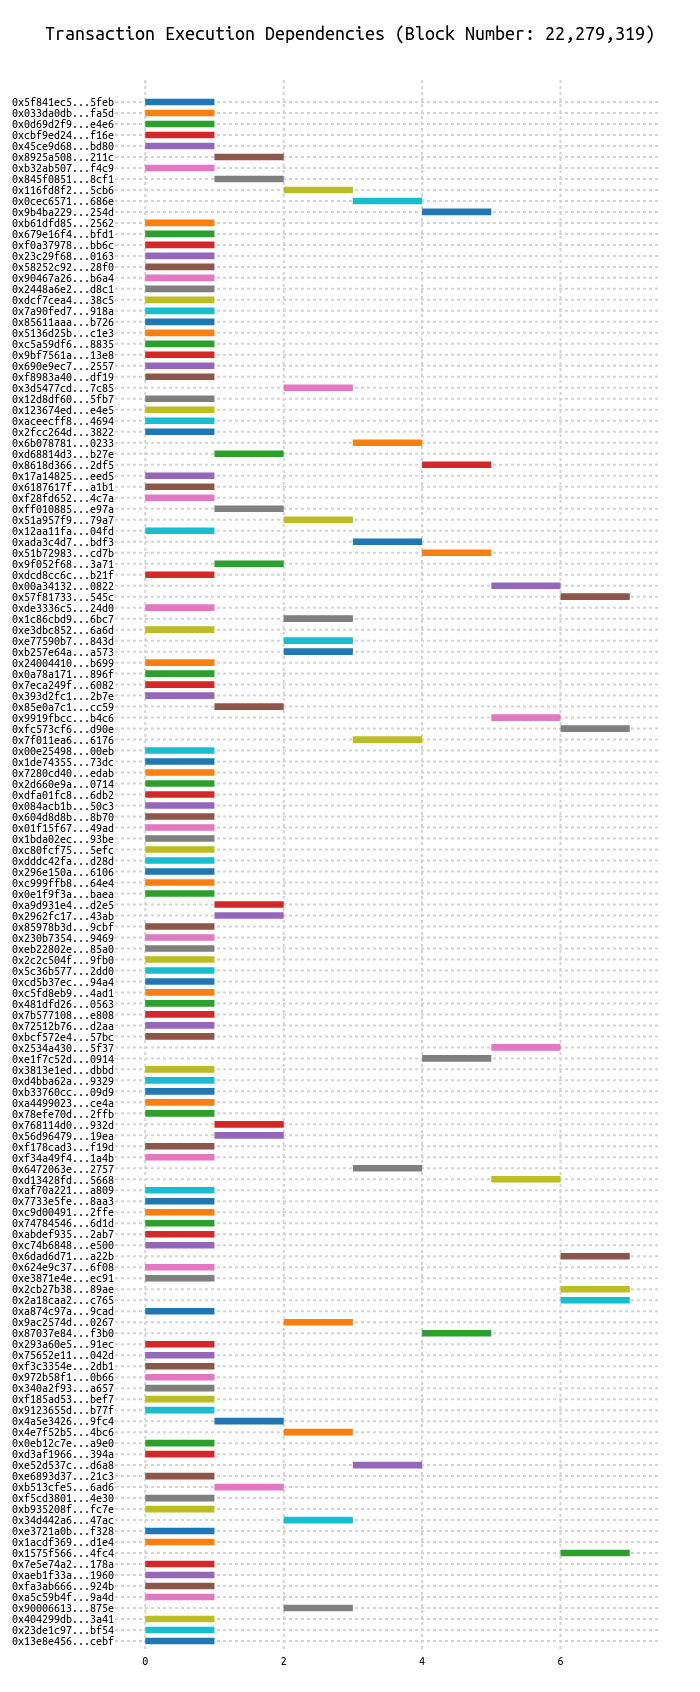 Transaction Execution Dependencies (Block Number: 22,279,319)
0x5f841ec5...5feb
0x033da0db...fa5d
0x0d69d2f9...e4e6
0xcbf9ed24...f16e
0x45ce9d68...bd80
0x8925a508...211c
0xb32ab507...f4c9
0x845f0851...8cf1
0x116fd8f2...5cb6
0x0cec6571...686e
0x9b4ba229...254d
0xb61dfd85...2562
0x679e16f4...bfd1
0xf0a37978...bb6c
0x23c29f68...0163
0x58252c92...28f0
0x90467a26...b6a4
0x2448a6e2...d8c1
0xdcf7cea4...38c5
0x7a90fed7...918a
0x85611aaa...b726
0x5136d25b...c1e3
0xc5a59df6...8835
0x9bf7561a...13e8
0x690e9ec7...2557
0xf8983a40...df19
0x3d5477cd...7c85
0x12d8df60...5fb7
0x123674ed...e4e5
0xaceecff8...4694
0x2fcc264d...3822
0x6b078781...0233
0xd68814d3...b27e
0x8618d366...2df5
0x17a14825...eed5
0x6187617f...a1b1
0xf28fd652...4c7a
0xff010885...e97a
0x51a957f9...79a7
0x12aa11fa...04fd
0xada3c4d7...bdf3
0x51b72983...cd7b
0x9f052f68...3a71
0xdcd8cc6c...b21f
0x00a34132...0822
0x57f81733...545c
0xde3336c5...24d0
0x1c86cbd9...6bc7
0xe3dbc852...6a6d
0xe77590b7...843d
0xb257e64a...a573
0x24004410...b699
0x0a78a171...896f
0x7eca249f...6082
0x393d2fc1...2b7e
0x85e0a7c1...cc59
0x9919fbcc...b4c6
0xfc573cf6...d90e
0x7f011ea6...6176
0x00e25498...00eb
0x1de74355...73dc
0x7280cd40...edab
0x2d660e9a...0714
0xdfa01fc8...6db2
0x084acb1b...50c3
0x604d8d8b...8b70
0x01f15f67...49ad
0x1bda02ec...93be
0xc80fcf75...5efc
0xdddc42fa...d28d
0x296e150a...6106
0xc999ffb8...64e4
0x0e1f9f3a...baea
0xa9d931e4...d2e5
0x2962fc17...43ab
0x85978b3d...9cbf
0x230b7354...9469
0xeb22802e...85a0
0x2c2c504f...9fb0
0x5c36b577...2dd0
0xcd5b37ec...94a4
0xc5fd8eb9...4ad1
0x481dfd26...0563
0x7b577108...e808
0x72512b76...d2aa
0xbcf572e4...57bc
0x2534a430...5f37
0xe1f7c52d...0914
0x3813e1ed...dbbd
0xd4bba62a...9329
0xb33760cc...09d9
0xa4499023...ce4a
0x78efe70d...2ffb
0x768114d0...932d
0x56d96479...19ea
0xf178cad3...f19d
0xf34a49f4...1a4b
0x6472063e...2757
0xd13428fd...5668
0xaf70a221...a809
0x7733e5fe...8aa3
0xc9d00491...2ffe
0x74784546...6d1d
0xabdef935...2ab7
0xc74b6848...e500
0x6dad6d71...a22b
0x624e9c37...6f08
0xe3871e4e...ec91
0x2cb27b38...89ae
0x2a18caa2...c765
0xa874c97a...9cad
0x9ac2574d...0267
0x87037e84...f3b0
0x293a60e5...91ec
0x75652e11...042d
0xf3c3354e...2db1
0x972b58f1...0b66
0x340a2f93...a657
0xf185ad53...bef7
0x9123655d...b77f
0x4a5e3426...9fc4
0x4e7f52b5...4bc6
0x0eb12c7e...a9e0
0xd3af1966...394a
0xe52d537c...d6a8
0xe6893d37...21c3
0xb513cfe5...6ad6
0xf5cd3801...4e30
0xb935208f...fc7e
0x34d442a6...47ac
0xe3721a0b...f328
0x1acdf369...d1e4
0x1575f566...4fc4
0x7e5e74a2...178a
0xaeb1f33a...1960
0xfa3ab666...924b
0xa5c59b4f...9a4d
0x90006613...875e
0x404299db...3a41
0x23de1c97...bf54
0x13e8e456...cebf
0 2 4 6